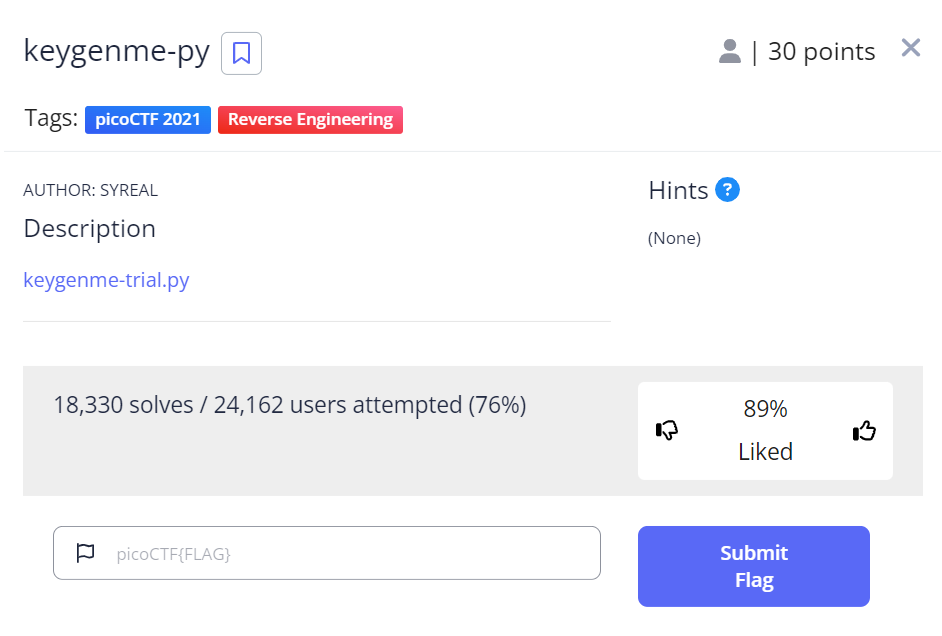 keygenme-py
| 30 points
Tags: picoCTF 2021 Reverse Engineering
AUTHOR: SYREAL
Description
keygenme-trial.py
Hints ?
(None)
18,330 solves / 24,162 users attempted (76%)
89%
Liked
picoCTF{FLAG}
Submit
Flag